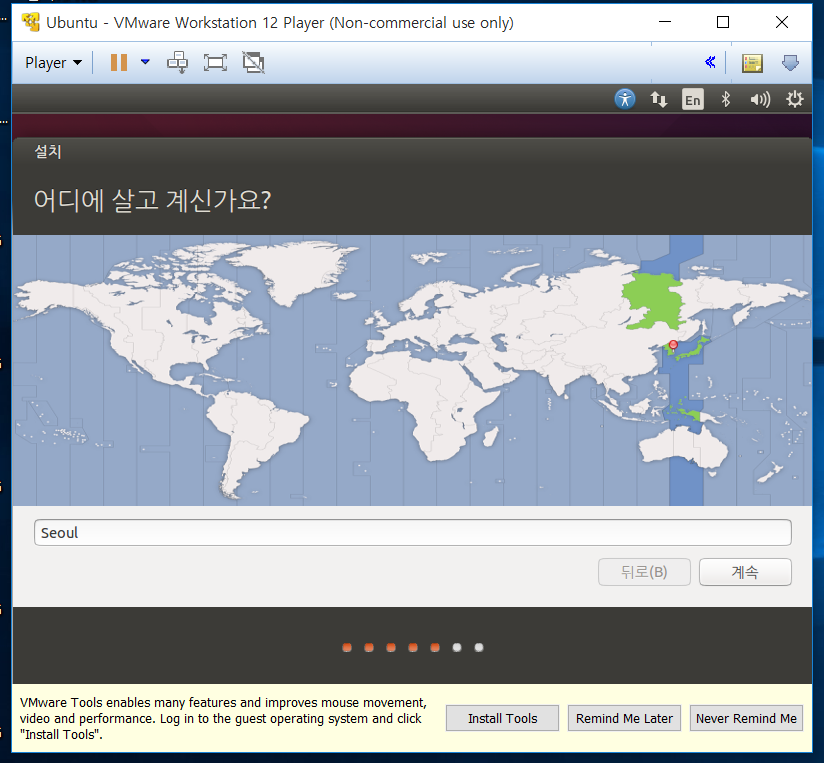 Ubuntu - VMware Workstation 12 Player (Non-commercial use only)
Player
En
설치
어디에 살고 계신가요?
Seoul
뒤로(B)
계속
VMware Tools enables many features and improves mouse movement,
video and performance. Log in to the guest operating system and click
"Install Tools".
Install Tools
Remind Me Later
Never Remind Me